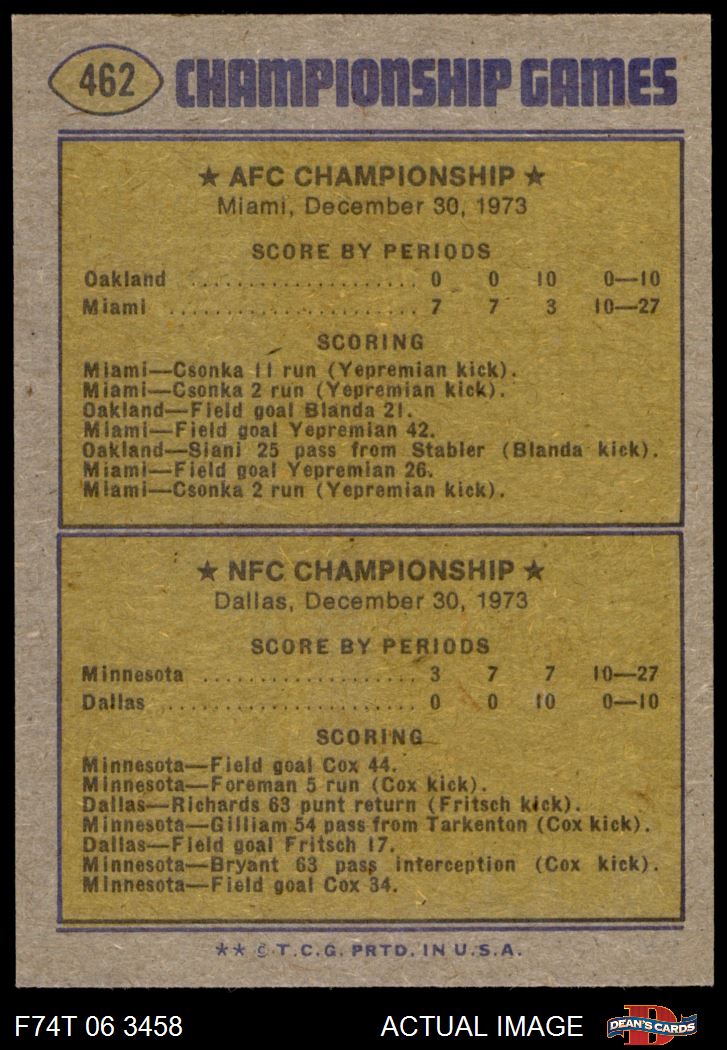 462 CHAMPIONSHIP GAMES
★ AFC CHAMPIONSHIP ★
Miami, December 30, 1973
SCORE BY PERIODS
Oakland ..................... 0 0 10 0—10
Miami ....................... 7 7 3 10—27
SCORING
Miami—Csonka 11 run (Yepremian kick).
Miami—Csonka 2 run (Yepremian kick).
Oakland—Field goal Blanda 21.
Miami—Field goal Yepremian 42.
Oakland—Siani 25 pass from Stabler (Blanda kick).
Miami—Field goal Yepremian 26.
Miami—Csonka 2 run (Yepremian kick).
★ NFC CHAMPIONSHIP ★
Dallas, December 30, 1973
SCORE BY PERIODS
Minnesota .................... 3 7 7 10—27
Dallas ....................... 0 0 10 0—10
SCORING
Minnesota—Field goal Cox 44.
Minnesota—Foreman 5 run (Cox kick).
Dallas—Richards 63 punt return (Fritsch kick).
Minnesota—Gilliam 54 pass from Tarkenton (Cox kick).
Dallas—Field goal Fritsch 17.
Minnesota—Bryant 63 pass interception (Cox kick).
Minnesota—Field goal Cox 34.
** © T.C.G. PRTD. IN U.S.A.
F74T 06 3458 ACTUAL IMAGE D DEAN'S CARDS